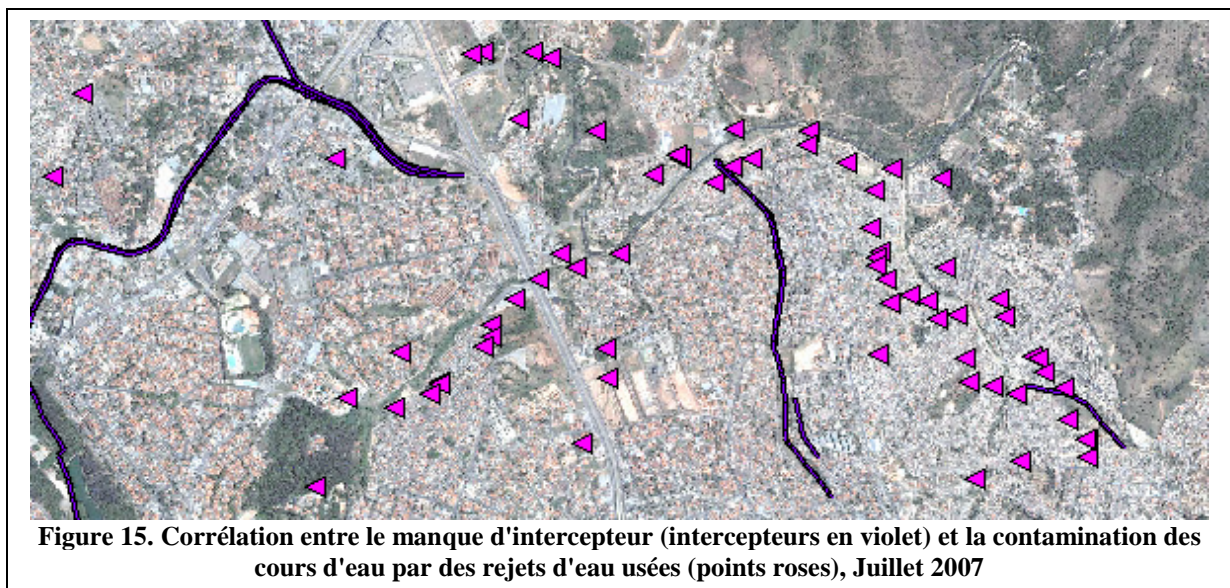 Figure 15. Corrélation entre le manque d'intercepteur (intercepteurs en violet) et la contamination des
cours d'eau par des rejets d'eau usées (points roses), Juillet 2007